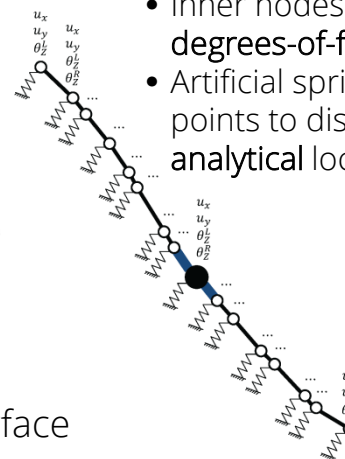 • Inner nodes
degrees-of-f
• Artificial spri
points to dis
analytical loc
u_x
u_y
θ_Z^L
u_x
u_y
θ_Z^L
θ_Z^R
...
...
...
...
...
...
u_x
u_y
θ_Z^L
θ_Z^R
...
...
...
...
...
...
face